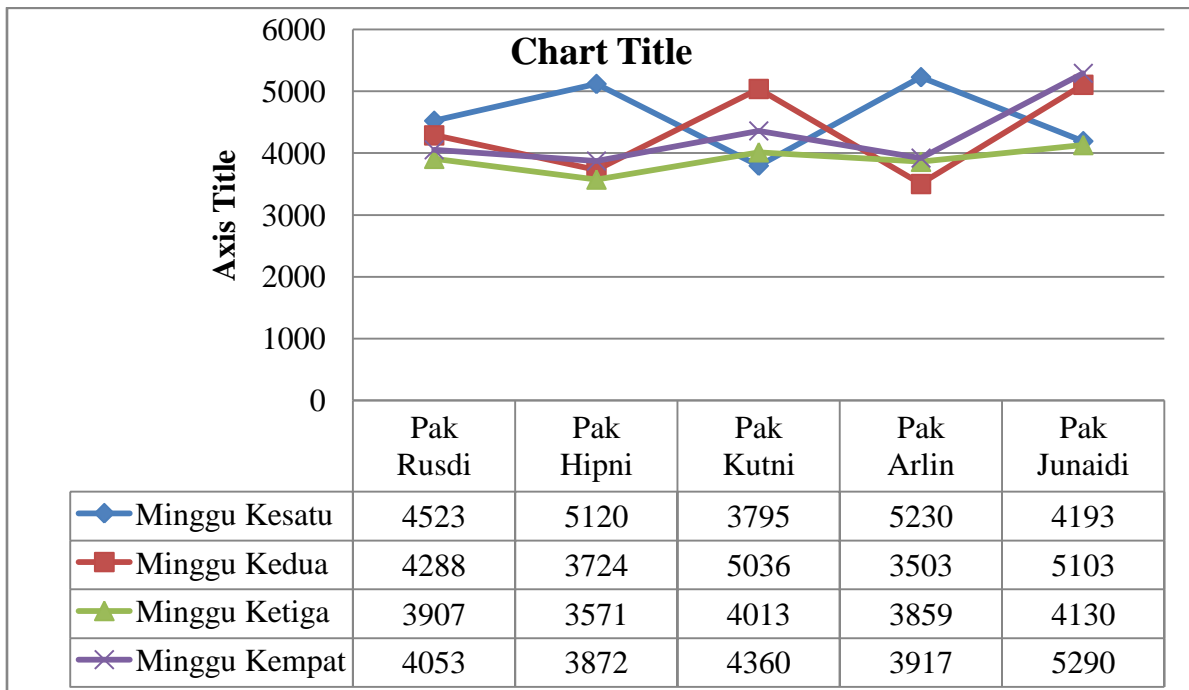 Chart Title
Axis Title
6000
5000
4000
3000
2000
1000
0
Pak Rusdi Pak Hipni Pak Kutni Pak Arlin Pak Junaidi
Minggu Kesatu 4523 5120 3795 5230 4193
Minggu Kedua 4288 3724 5036 3503 5103
Minggu Ketiga 3907 3571 4013 3859 4130
Minggu Kempat 4053 3872 4360 3917 5290